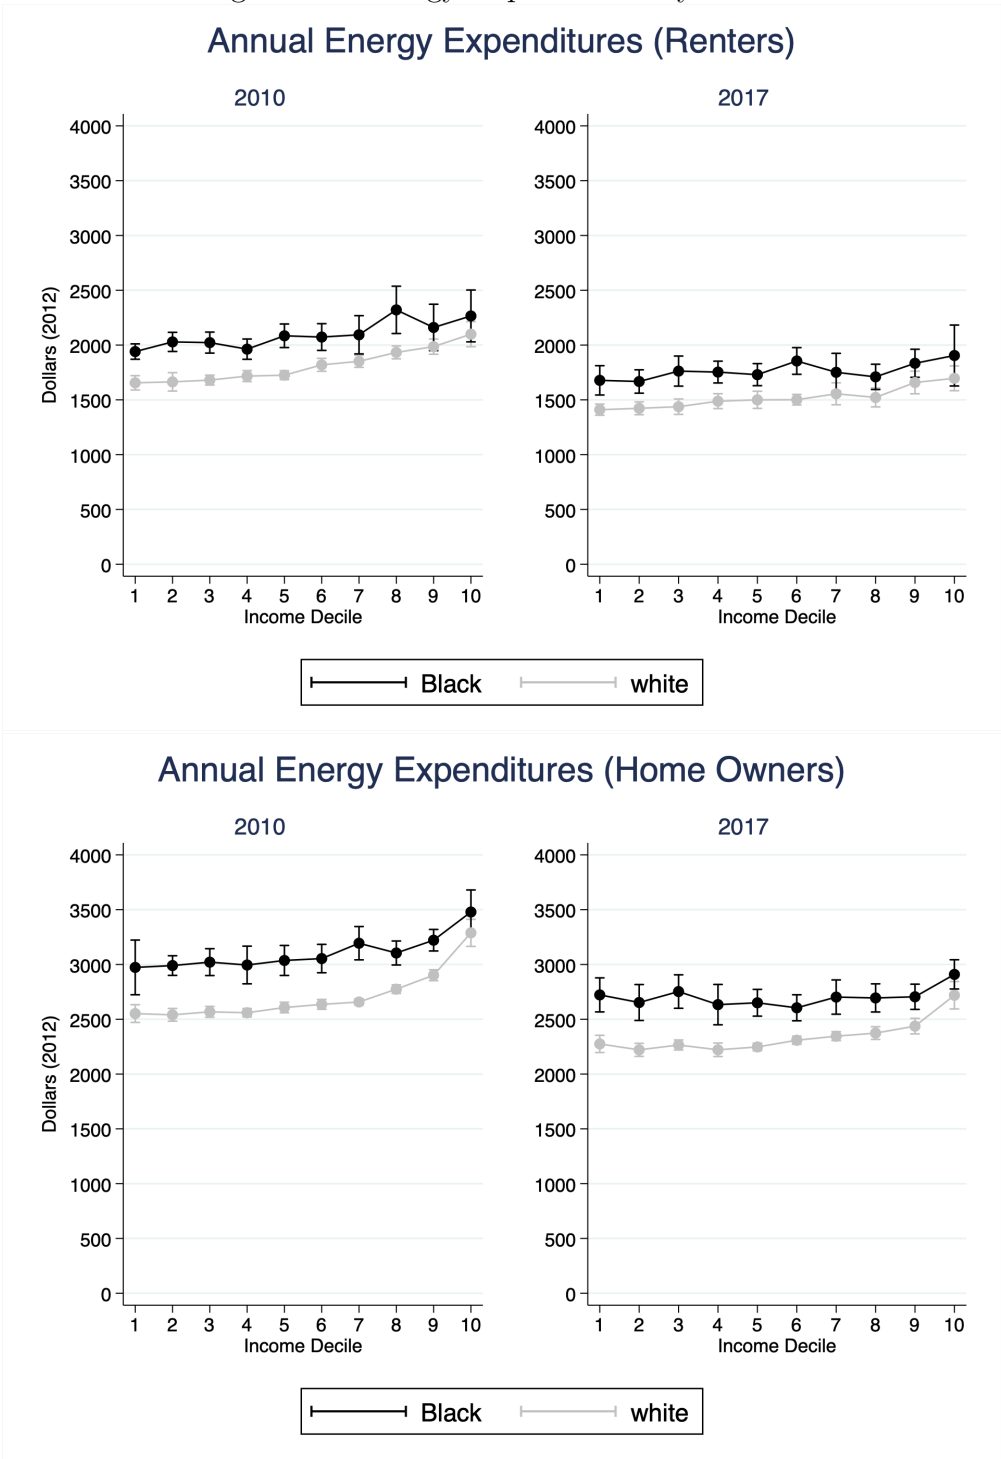 Annual Energy Expenditures (Renters)
2010
2017
4000
3500
3000
2500
2000
1500
1000
500
0
Dollars (2012)
1 2 3 4 5 6 7 8 9 10
Income Decile
4000
3500
3000
2500
2000
1500
1000
500
0
1 2 3 4 5 6 7 8 9 10
Income Decile
Black white
Annual Energy Expenditures (Home Owners)
2010
2017
4000
3500
3000
2500
2000
1500
1000
500
0
Dollars (2012)
1 2 3 4 5 6 7 8 9 10
Income Decile
4000
3500
3000
2500
2000
1500
1000
500
0
1 2 3 4 5 6 7 8 9 10
Income Decile
Black white